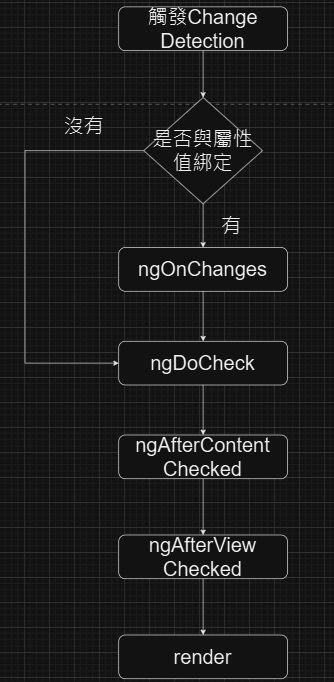 觸發Change
Detection
沒有
是否與屬性
值綁定
有
ngOnChanges
ngDoCheck
ngAfterContent
Checked
ngAfterView
Checked
render